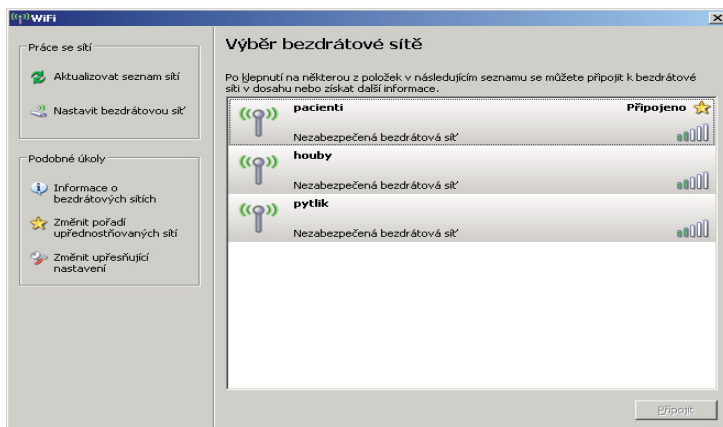 WiFi
Práce se sítí
Aktualizovat seznam sítí
Nastavit bezdrátovou síť
Podobné úkoly
Informace o
bezdrátových sítích
Změnit pořadí
upřednostňovaných sítí
Změnit upřesňující
nastavení
Výběr bezdrátové sítě
Po klepnutí na některou z položek v následujícím seznamu se můžete připojit k bezdrátové
síti v dosahu nebo získat další informace.
pacienti Připojeno
Nezabezpečená bezdrátová síť
houby
Nezabezpečená bezdrátová síť
pytlik
Nezabezpečená bezdrátová síť
Připojit